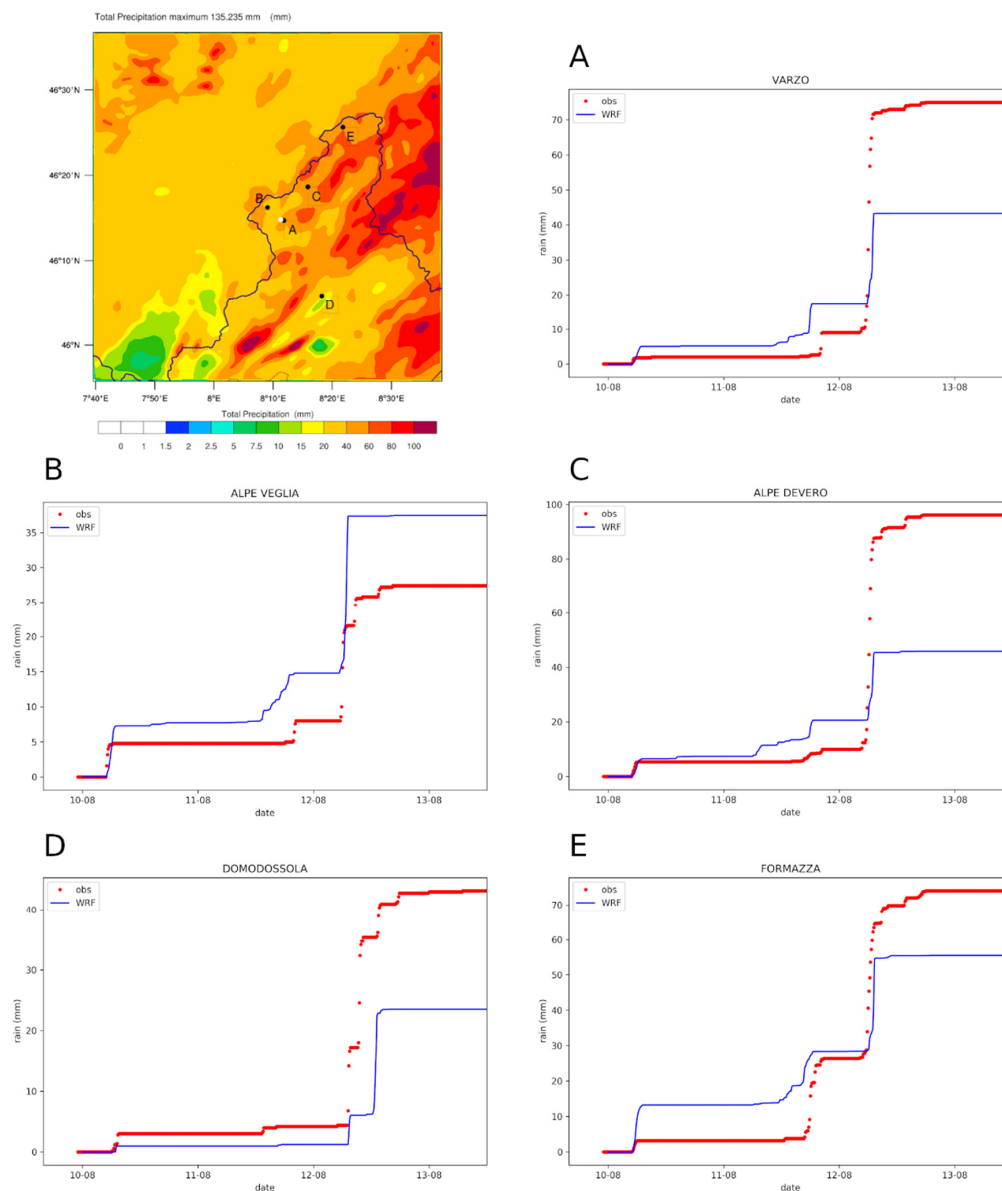 Total Precipitation maximum 135.235 mm (mm)
46°30'N
46°20'N
46°10'N
46°N
E
C
B
A
D
7°40'E 7°50'E 8°E 8°10'E 8°20'E 8°30'E
Total Precipitation (mm)
0 1 1.5 2 2.5 5 7.5 10 15 20 40 60 80 100
A
VARZO
obs
WRF
70
60
50
40
30
20
10
0
rain (mm)
10-08 11-08 12-08 13-08
date
B
ALPE VEGLIA
obs
WRF
35
30
25
20
15
10
5
0
rain (mm)
10-08 11-08 12-08 13-08
date
C
ALPE DEVERO
obs
WRF
100
80
60
40
20
0
rain (mm)
10-08 11-08 12-08 13-08
date
D
DOMODOSSOLA
obs
WRF
40
30
20
10
0
rain (mm)
10-08 11-08 12-08 13-08
date
E
FORMAZZA
obs
WRF
70
60
50
40
30
20
10
0
rain (mm)
10-08 11-08 12-08 13-08
date